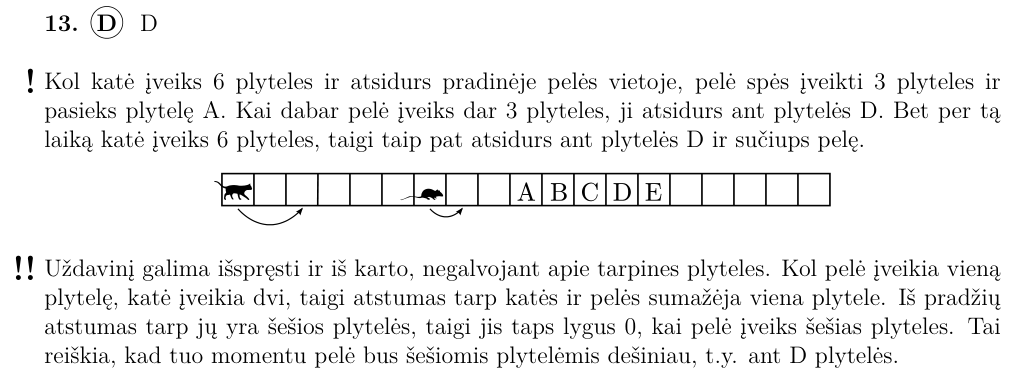 13. D D
! Kol katė įveiks 6 plyteles ir atsidurs pradinėje pelės vietoje, pelė spės įveikti 3 plyteles ir
pasieks plytelę A. Kai dabar pelė įveiks dar 3 plyteles, ji atsidurs ant plytelės D. Bet per tą
laiką katė įveiks 6 plyteles, taigi taip pat atsidurs ant plytelės D ir sučiups pelę.
A B C D E
!! Uždavinį galima išspręsti ir iš karto, negalvojant apie tarpines plyteles. Kol pelė įveikia vieną
plytelę, katė įveikia dvi, taigi atstumas tarp katės ir pelės sumažėja viena plytele. Iš pradžių
atstumas tarp jų yra šešios plytelės, taigi jis taps lygus 0, kai pelė įveiks šešias plyteles. Tai
reiškia, kad tuo momentu pelė bus šešiomis plytelėmis dešiniau, t.y. ant D plytelės.